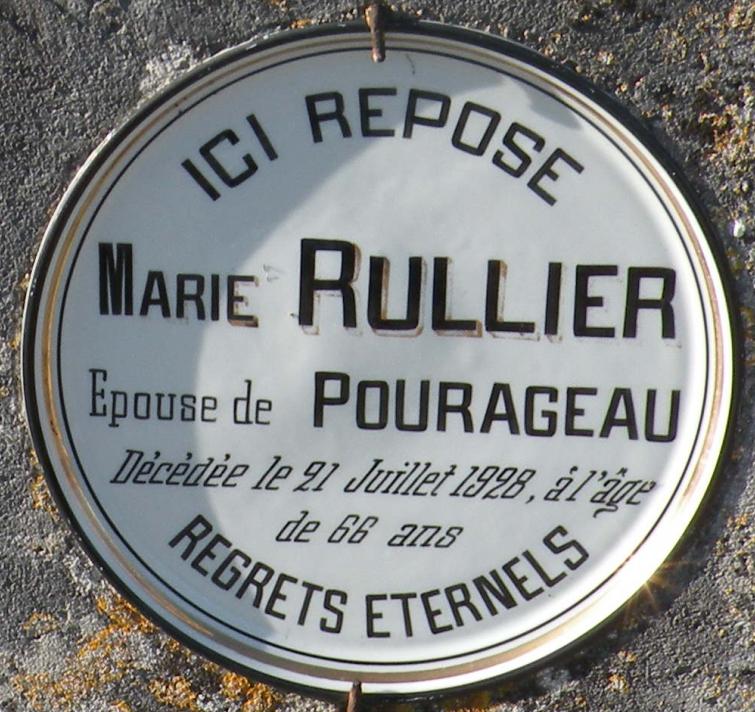 ICI REPOSE
MARIE RULLIER
Epouse de POURAGEAU
Décédée le 21 Juillet 1928, á l'âge
de 66 ans
REGRETS ETERNELS